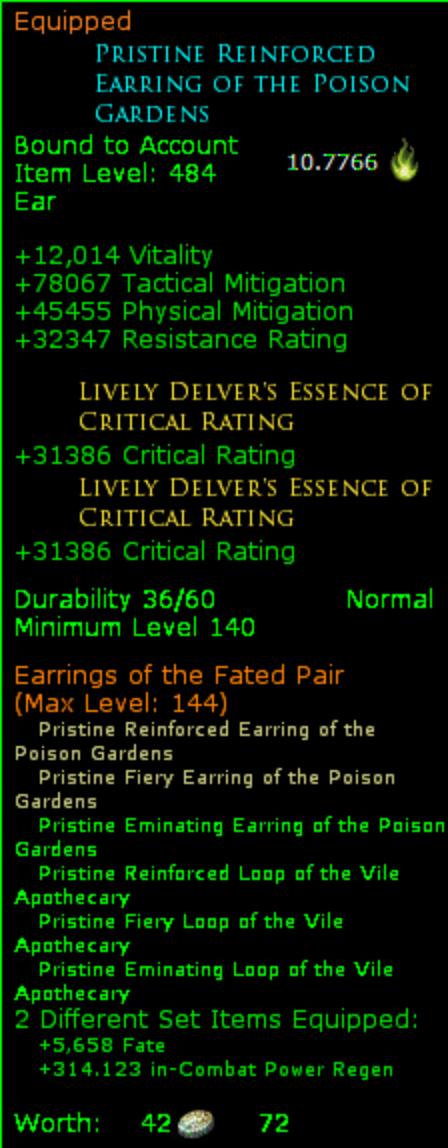 Equipped
PRISTINE REINFORCED
EARRING OF THE POISON
GARDENS
Bound to Account
10.7766
Item Level: 484
Ear
+12,014 Vitality
+78067 Tactical Mitigation
+45455 Physical Mitigation
+32347 Resistance Rating
LIVELY DELVER'S ESSENCE OF
CRITICAL RATING
+31386 Critical Rating
LIVELY DELVER'S ESSENCE OF
CRITICAL RATING
+31386 Critical Rating
Durability 36/60 Normal
Minimum Level 140
Earrings of the Fated Pair
(Max Level: 144)
Pristine Reinforced Earring of the
Poison Gardens
Pristine Fiery Earring of the Poison
Gardens
Pristine Eminating Earring of the Poison
Gardens
Pristine Reinforced Loop of the Vile
Apothecary
Pristine Fiery Loop of the Vile
Apothecary
Pristine Eminating Loop of the Vile
Apothecary
2 Different Set Items Equipped:
+5,658 Fate
+314.123 in-Combat Power Regen
Worth: 42 72